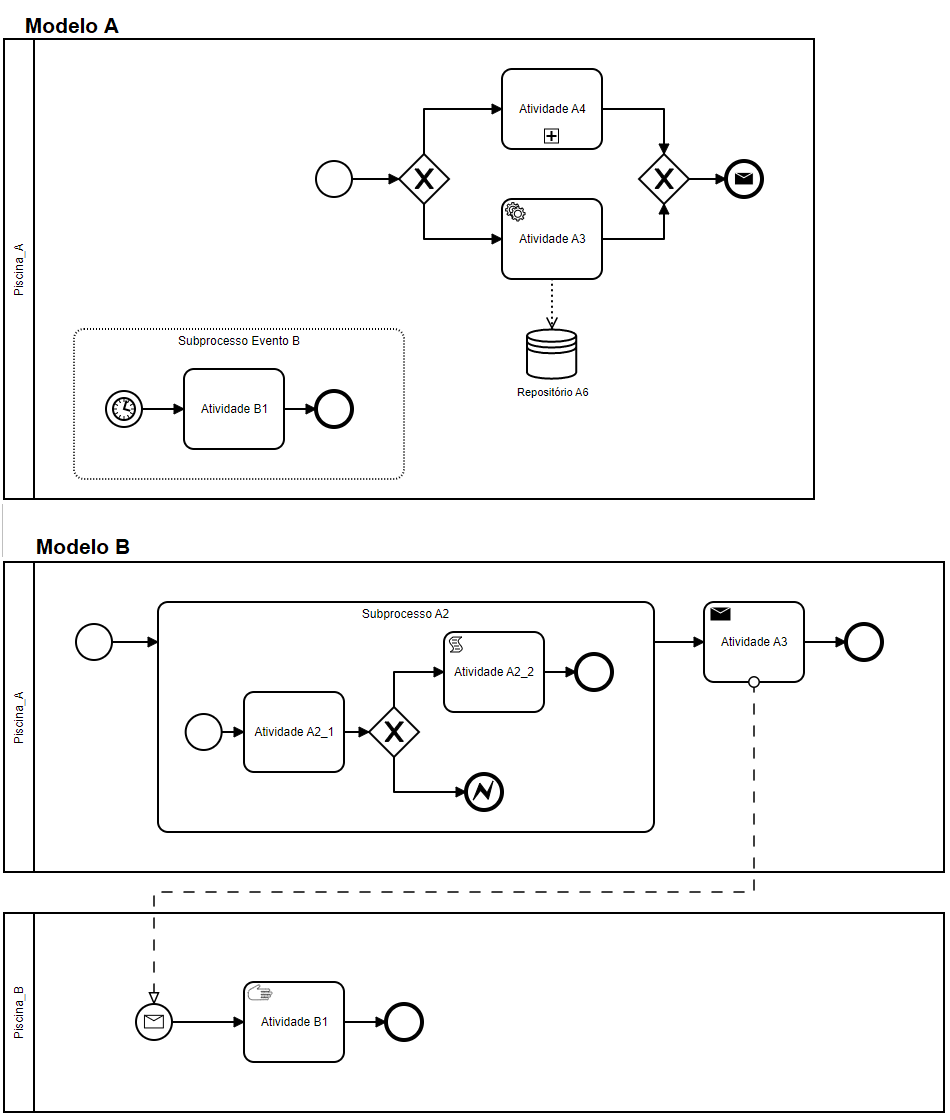 Modelo A
Piscina_A
Atividade A4
Atividade A3
Repositório A6
Subprocesso Evento B
Atividade B1
Modelo B
Piscina_A
Subprocesso A2
Atividade A2_1
Atividade A2_2
Atividade A3
Piscina_B
Atividade B1